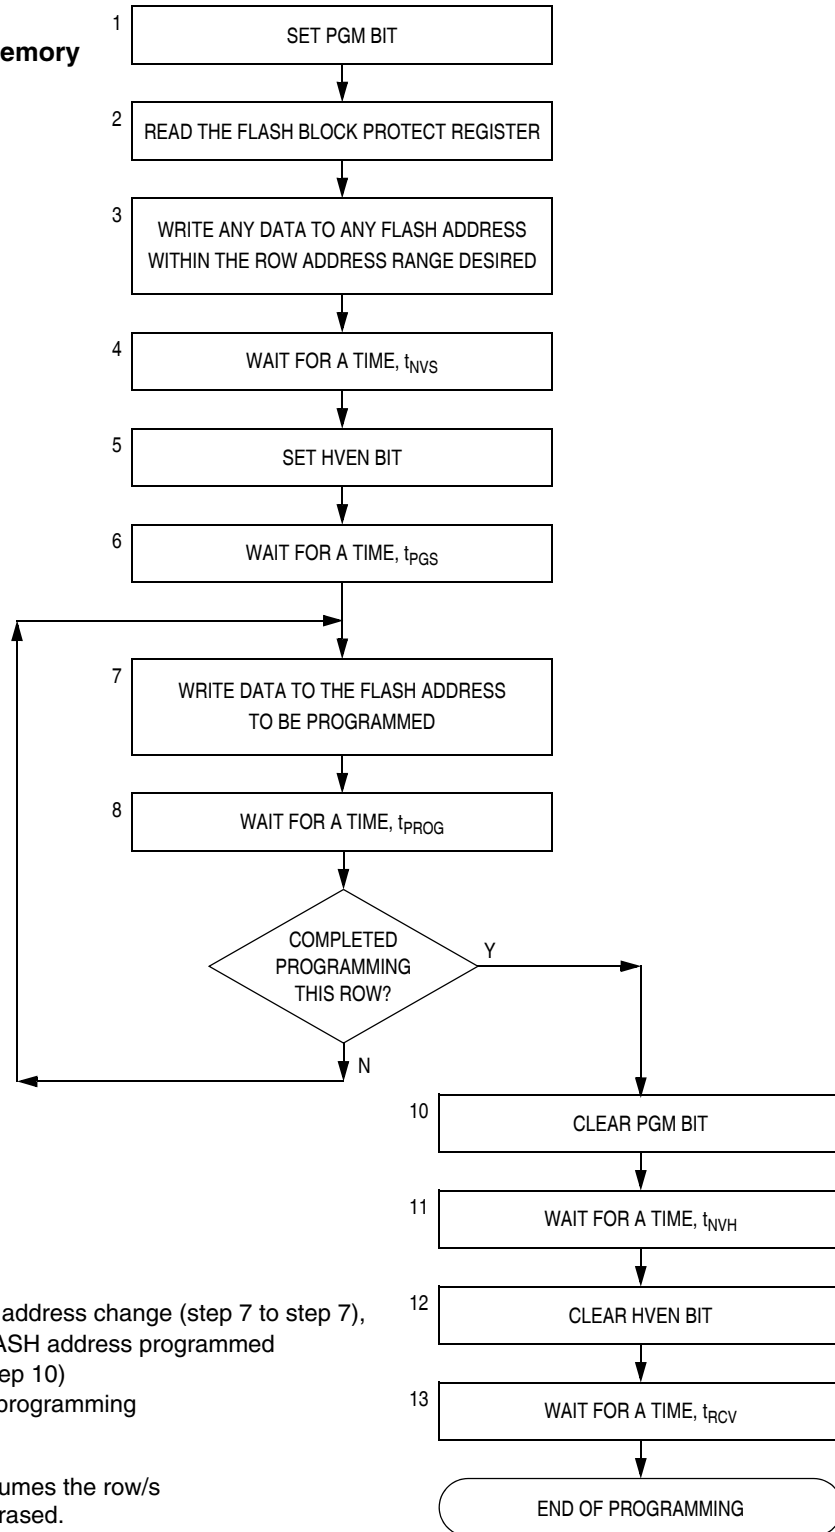 1
SET PGM BIT
emory
2
READ THE FLASH BLOCK PROTECT REGISTER
3
WRITE ANY DATA TO ANY FLASH ADDRESS
WITHIN THE ROW ADDRESS RANGE DESIRED
4
WAIT FOR A TIME, tNVS
5
SET HVEN BIT
6
WAIT FOR A TIME, tPGS
7
WRITE DATA TO THE FLASH ADDRESS
TO BE PROGRAMMED
8
WAIT FOR A TIME, tPROG
COMPLETED
PROGRAMMING
THIS ROW?
Y
N
10
CLEAR PGM BIT
11
WAIT FOR A TIME, tNVH
12
CLEAR HVEN BIT
13
WAIT FOR A TIME, tRCV
END OF PROGRAMMING
address change (step 7 to step 7),
ASH address programmed
ep 10)
programming
umes the row/s
rased.